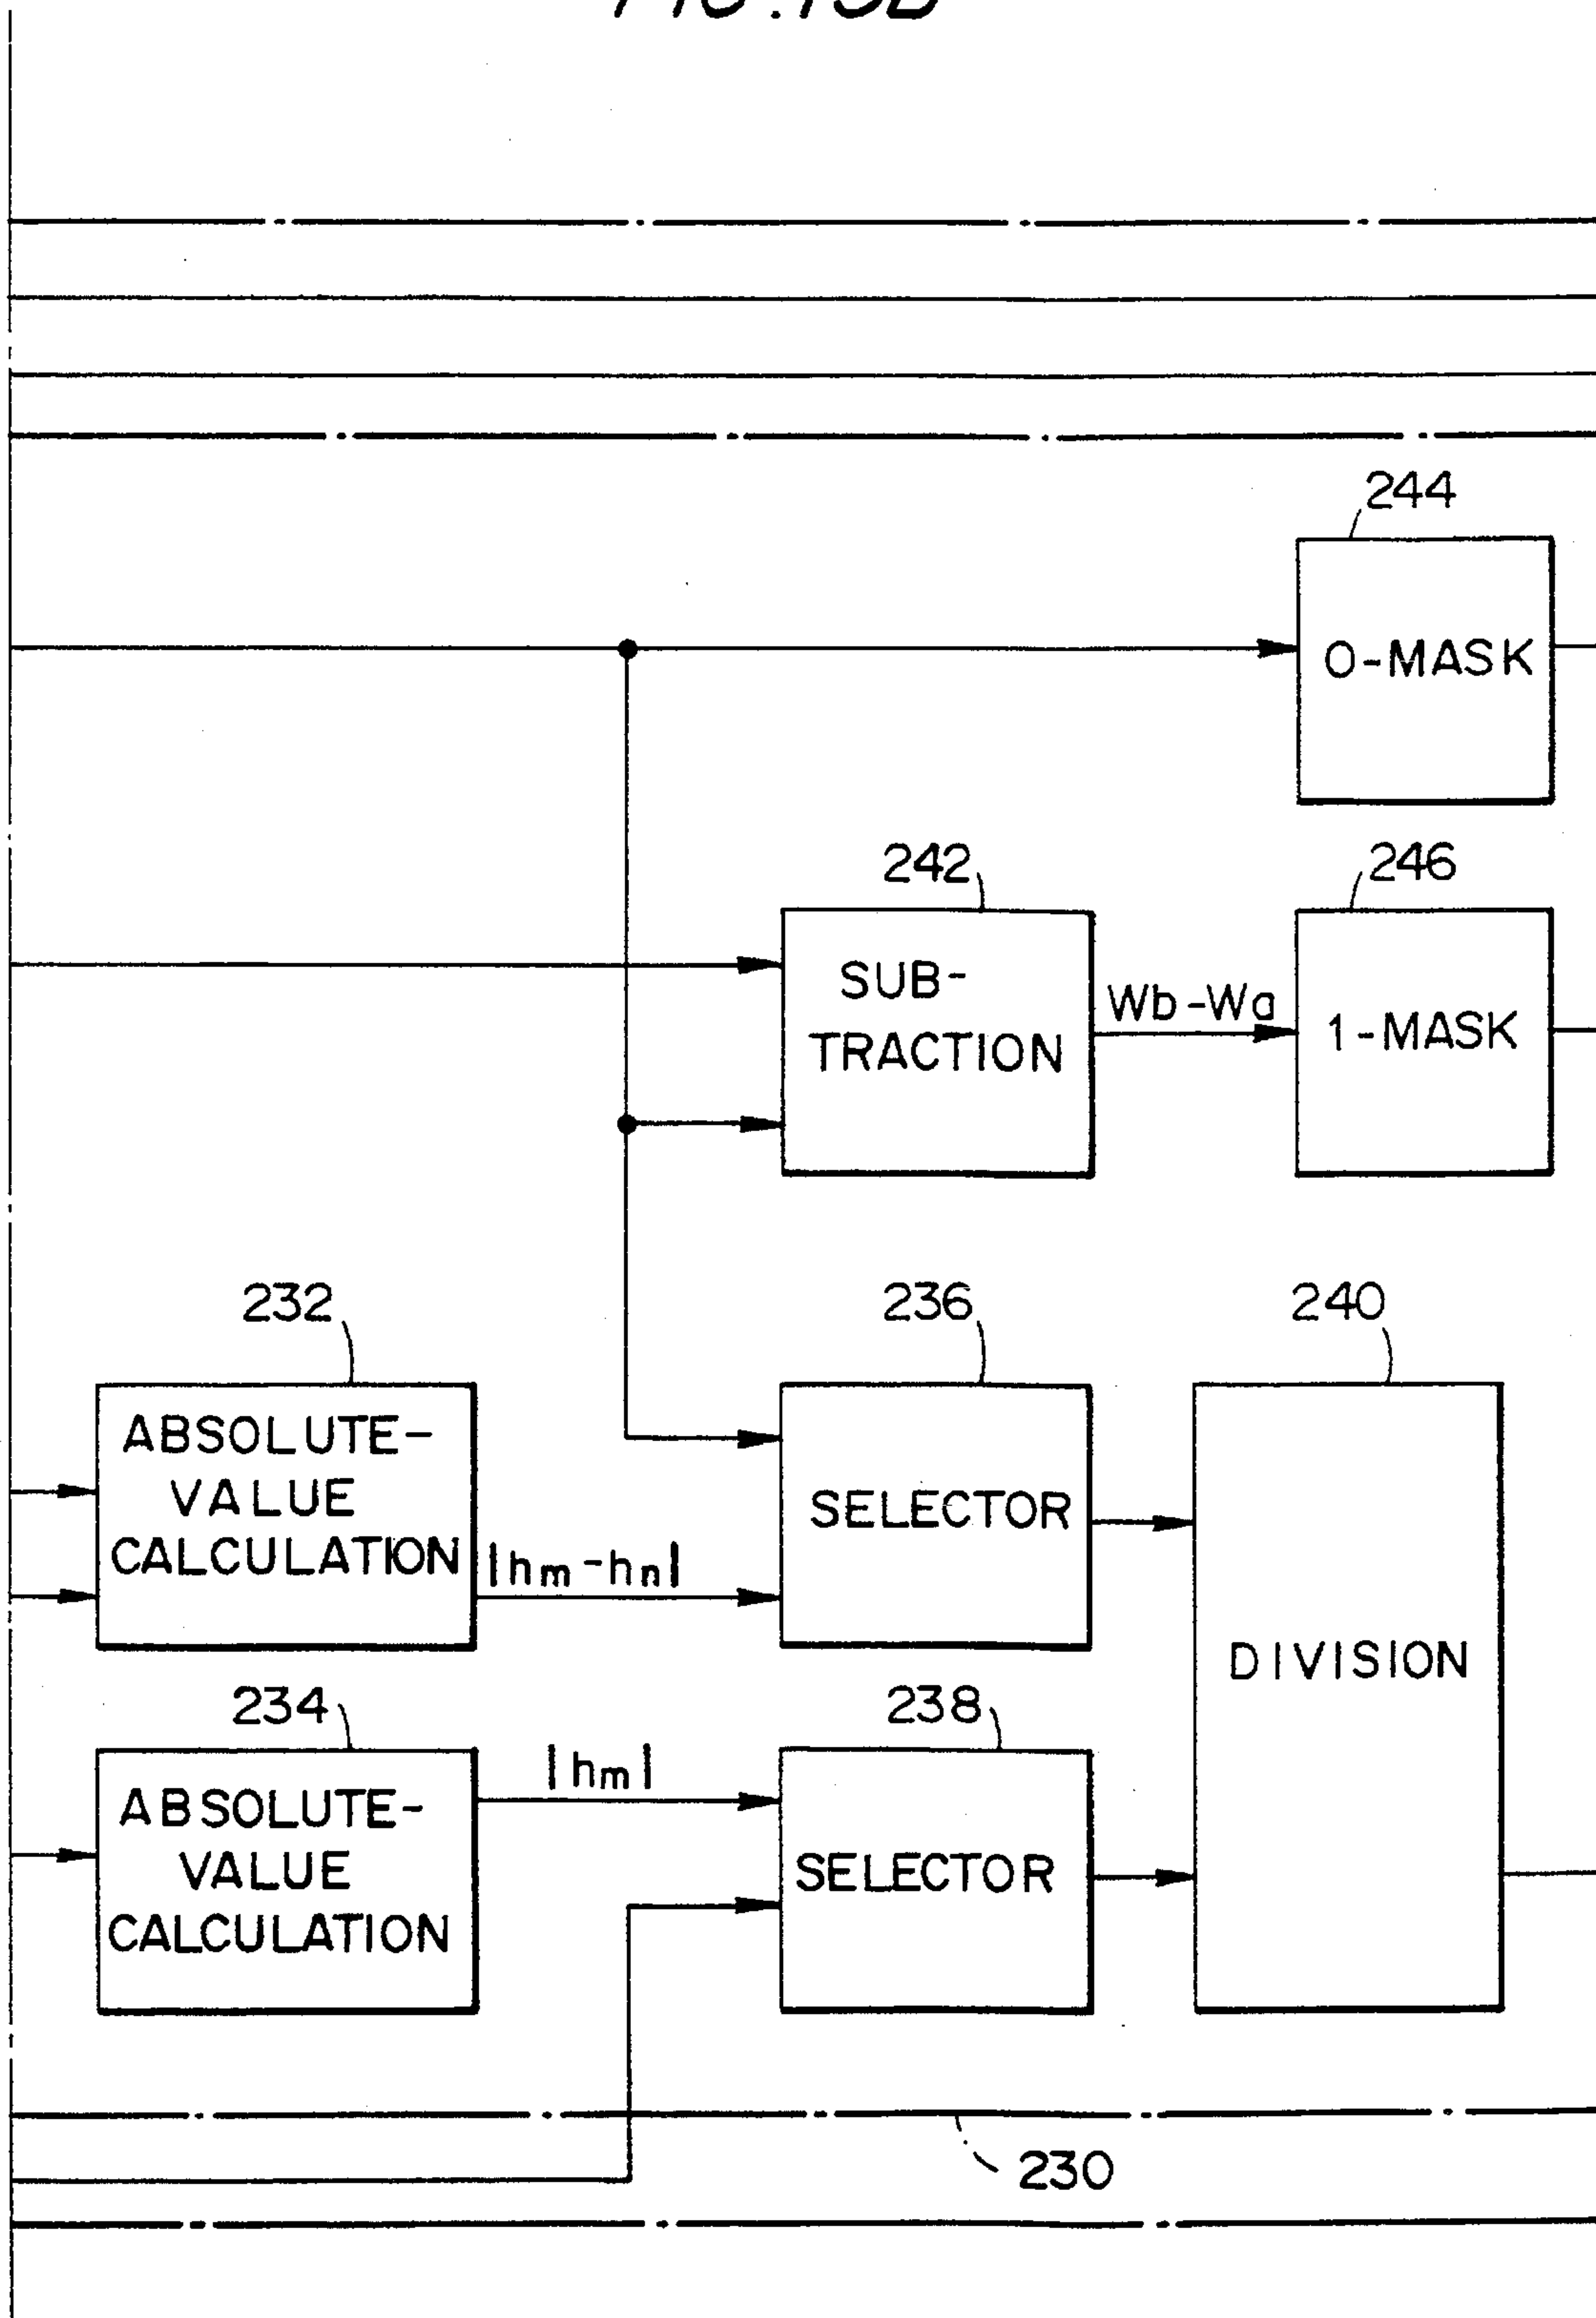 244
0-MASK
242
246
SUB-
TRACTION
Wb-Wa
1-MASK
232
236
240
ABSOLUTE-
VALUE
CALCULATION
|hm-hn|
SELECTOR
DIVISION
234
238
ABSOLUTE-
VALUE
CALCULATION
|hm|
SELECTOR
230